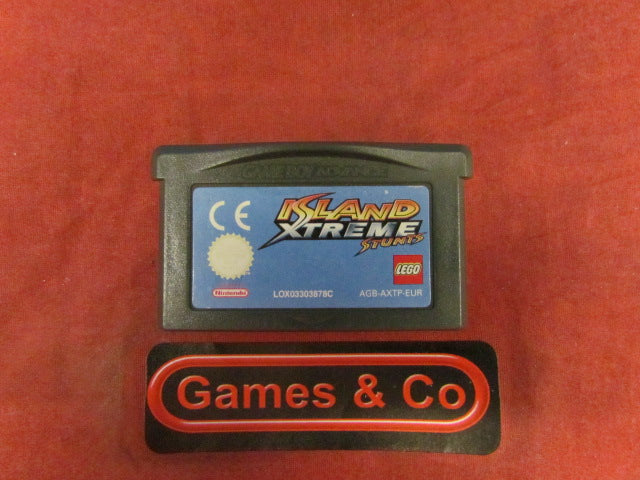 GAME BOY ADVANCE
CE
ISLAND
XTREME
STUNTS
LEGO
Nintendo
LOX03303878C
AGB-AXTP-EUR
Games & Co